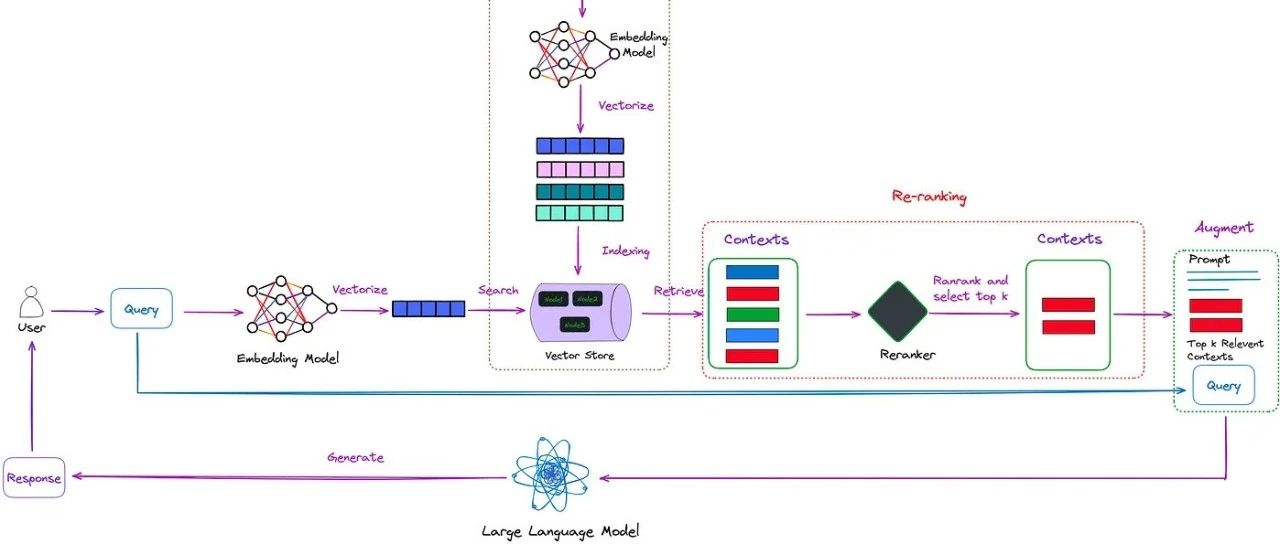 Embedding
Model
Vectorize
Indexing
Re-ranking
Contexts
Contexts
Augment
Prompt
User
Query
Vectorize
Search
Node1
Node2
Node3
Retrieve
Ranrank and
select top k
Embedding Model
Vector Store
Reranker
Top k Relevent
Contexts
Query
Generate
Response
Large Language Model